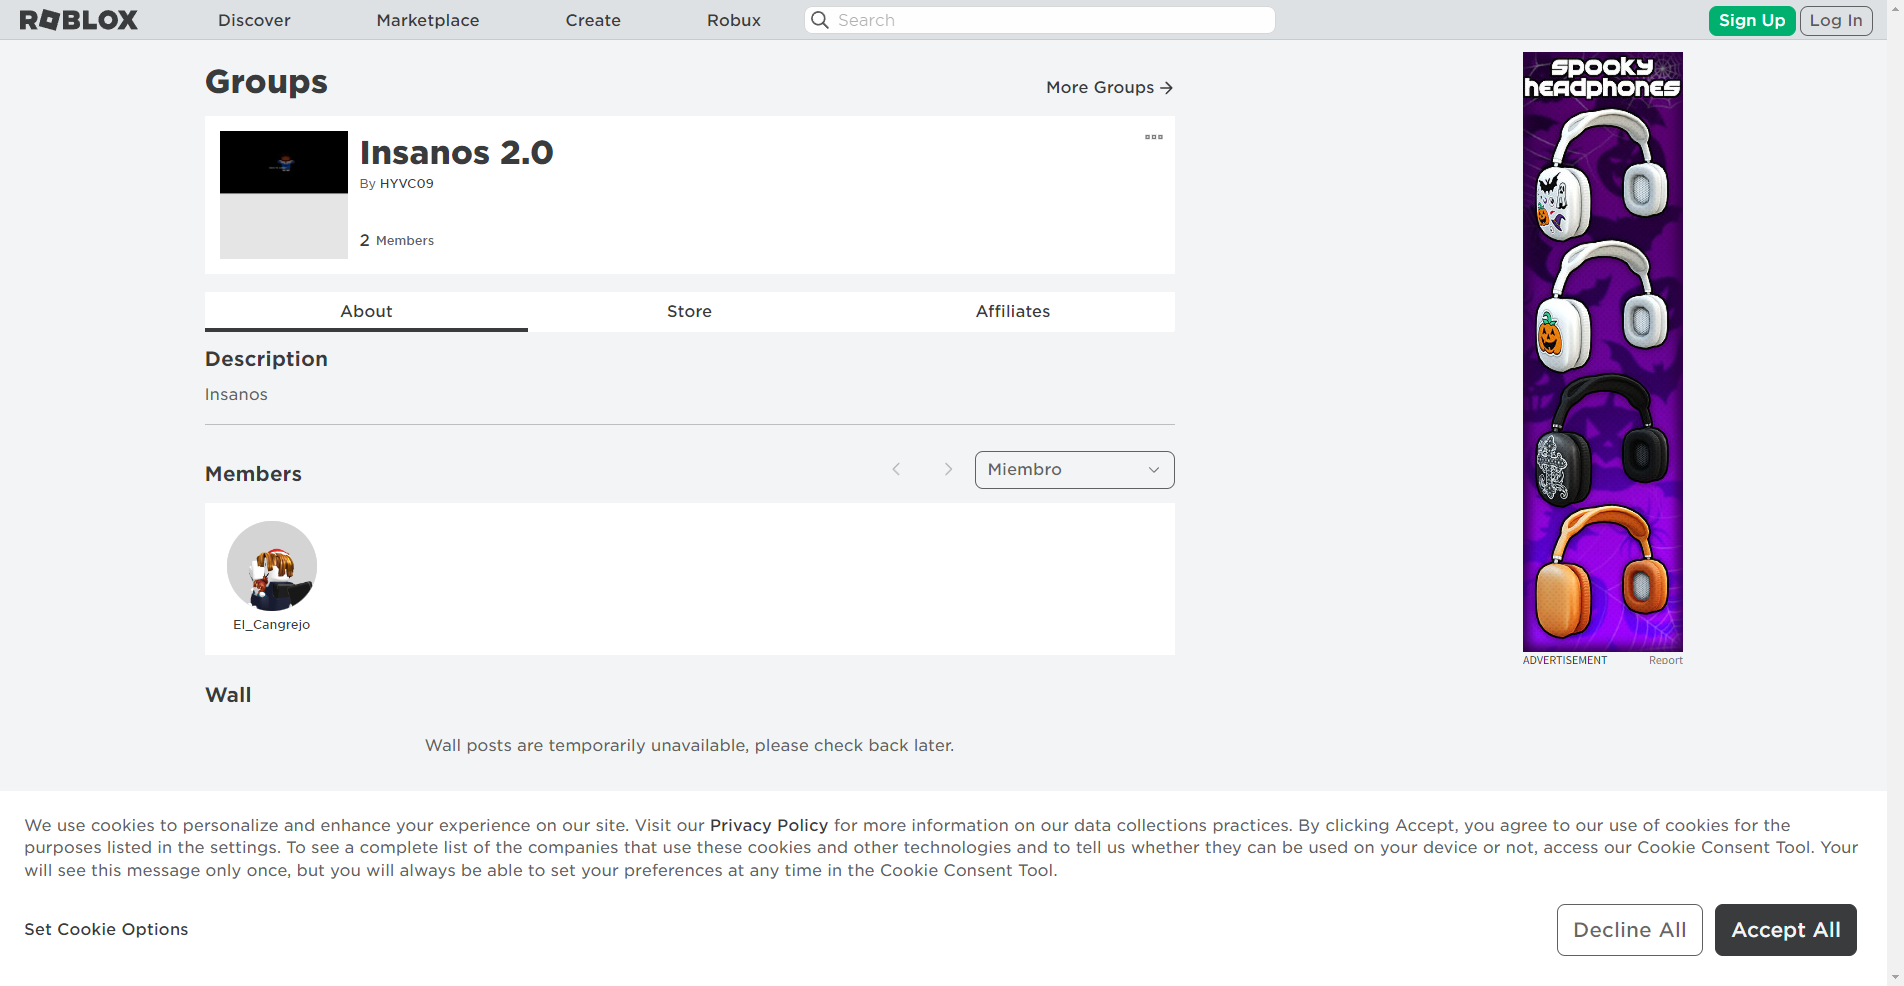 ROBLOX
Discover
Marketplace
Create
Robux
Search
Sign Up
Log In
Groups
More Groups
Insanos 2.0
By HYVC09
2 Members
About
Store
Affiliates
Description
Insanos
Members
Miembro
El_Cangrejo
Wall
Wall posts are temporarily unavailable, please check back later.
spooky
headphones
ADVERTISEMENT
Report
We use cookies to personalize and enhance your experience on our site. Visit our Privacy Policy for more information on our data collections practices. By clicking Accept, you agree to our use of cookies for the
purposes listed in the settings. To see a complete list of the companies that use these cookies and other technologies and to tell us whether they can be used on your device or not, access our Cookie Consent Tool. Your
will see this message only once, but you will always be able to set your preferences at any time in the Cookie Consent Tool.
Set Cookie Options
Decline All
Accept All